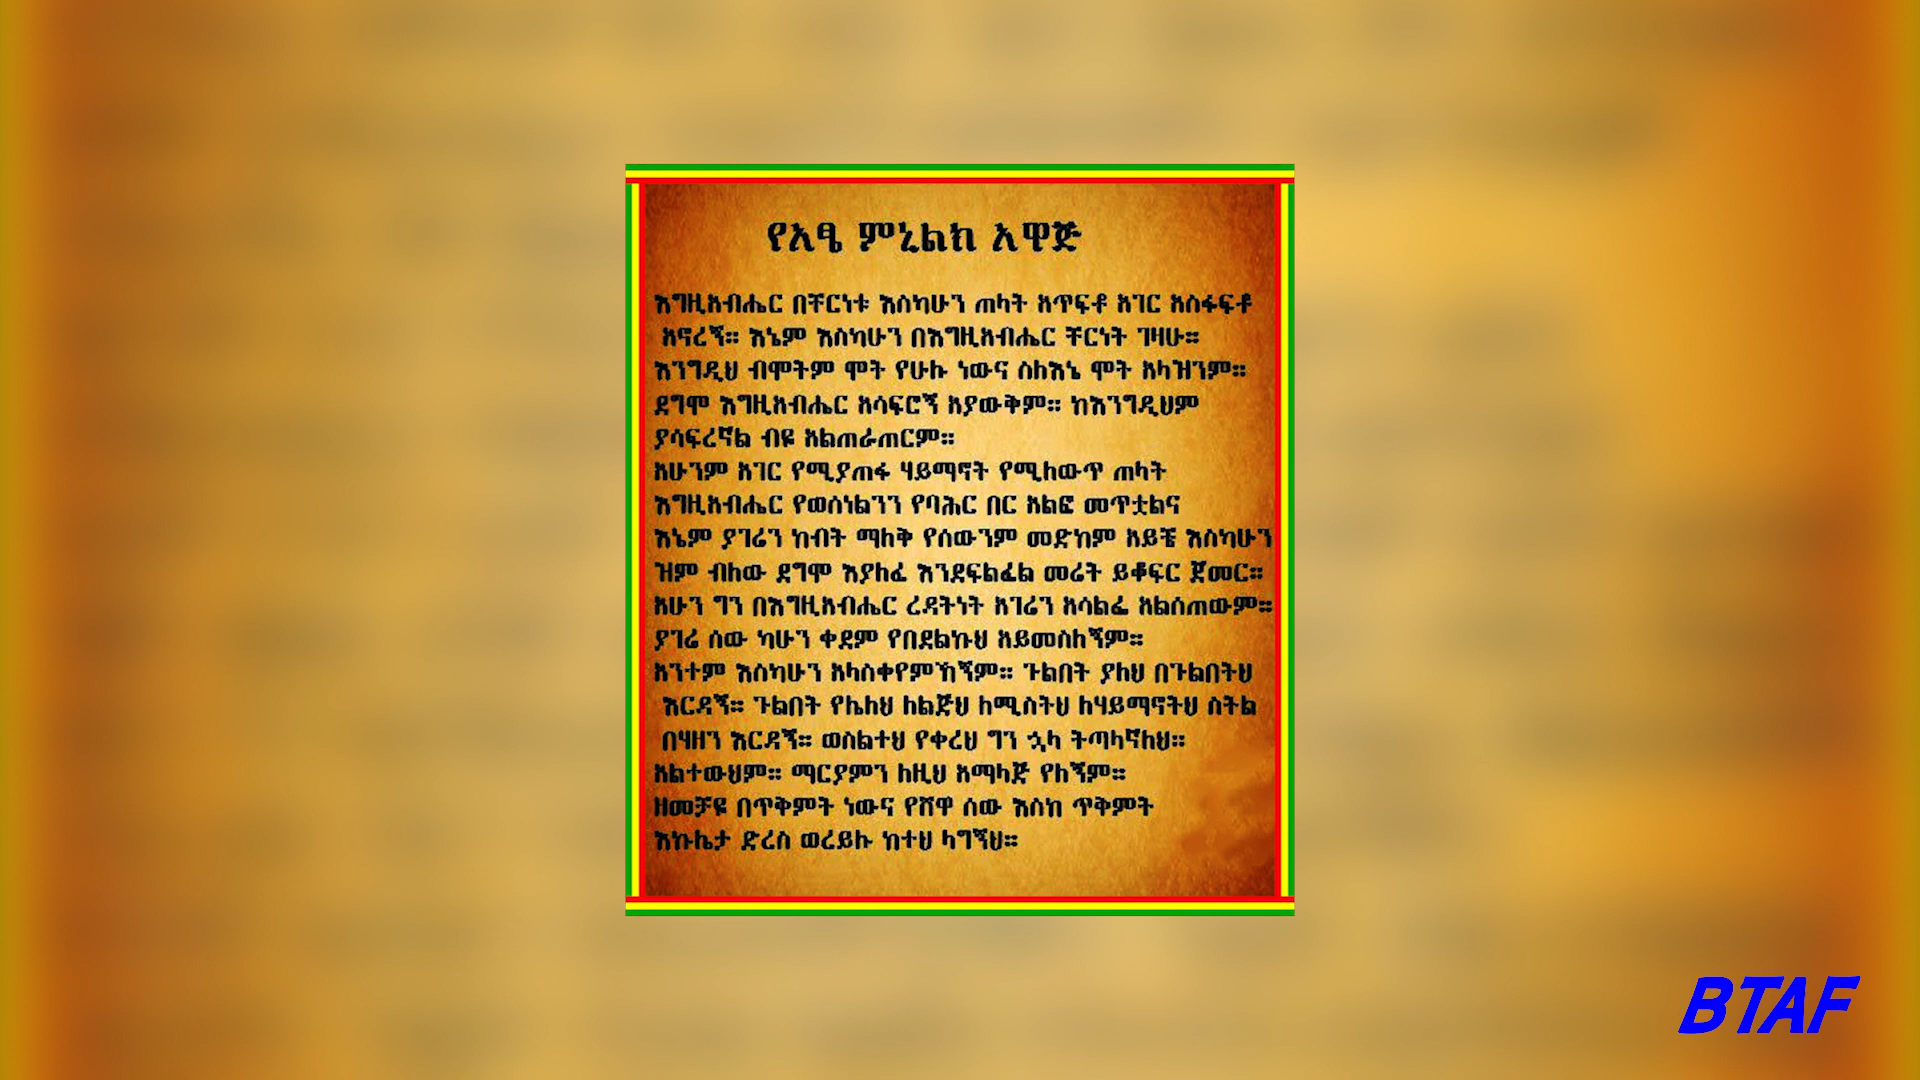 የአፄ ምኒልክ አዋጅ
እግዚአብሔር በቸርነቱ እስካሁን ጠላት አጥፍቶ አገር አስፋፍቶ
አኖረኝ። እኔም እስካሁን በእግዚአብሔር ቸርነት ገዛሁ።
እንግዲህ ብሞትም ሞት የሁሉ ነውና ስለእኔ ሞት አላዝንም።
ደግሞ እግዚአብሔር አሳፍሮኝ አያውቅም። ከእንግዲህም
ያሳፍረኛል ብዬ አልጠራጠርም።
አሁንም አገር የሚያጠፋ ሃይማኖት የሚለውጥ ጠላት
እግዚአብሔር የወሰነልንን የባሕር በር አልፎ መጥቷልና
እኔም ያገሬን ከብት ማለቅ የሰውንም መድከም አይቼ እስካሁን
ዝም ብለው ደግሞ እያለፈ እንደፍልፈል መሬት ይቆፍር ጀመር።
አሁን ግን በእግዚአብሔር ረዳትነት አገሬን አሳልፌ አልሰጠውም።
ያገሬ ሰው ካሁን ቀደም የበደልኩህ አይመስለኝም።
አንተም እስካሁን አላስቀየምኸኝም። ጉልበት ያለህ በጉልበትህ
እርዳኝ። ጉልበት የሌለህ ለልጅህ ለሚስትህ ለሃይማኖትህ ስትል
በሃዘን እርዳኝ። ወስልተህ የቀረህ ግን ኋላ ትጣላኛለህ።
አልተውህም። ማርያምን ለዚህ አማላጅ የለኝም።
ዘመቻዬ በጥቅምት ነውና የሸዋ ሰው እስከ ጥቅምት
እኩሌታ ድረስ ወረይሉ ከተህ ላግኝህ።
BTAF